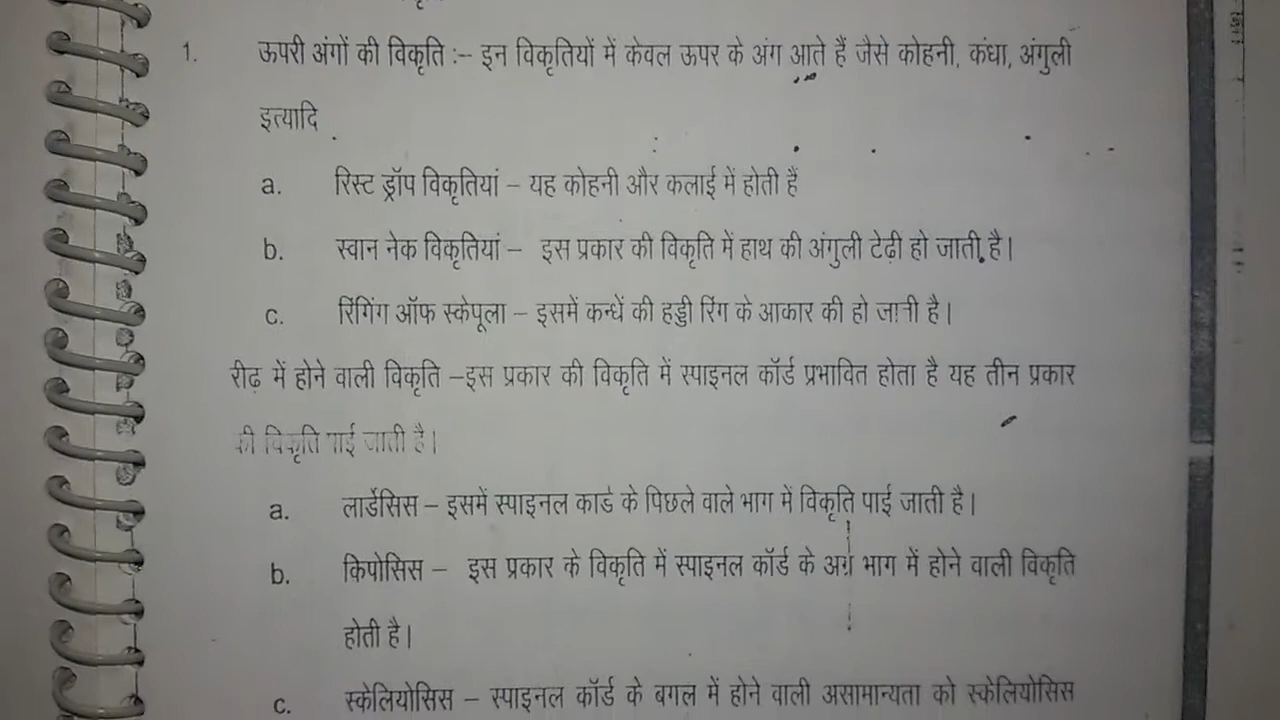 1. ऊपरी अंगों की विकृति :– इन विकृतियों में केवल ऊपर के अंग आते हैं जैसे कोहनी, कंधा, अंगुली
इत्यादि
a. रिस्ट ड्रॉप विकृतियां – यह कोहनी और कलाई में होती हैं
b. स्वान नेक विकृतियां – इस प्रकार की विकृति में हाथ की अंगुली टेढ़ी हो जाती है।
c. रिंगिंग ऑफ स्केपूला – इसमें कन्धें की हड्डी रिंग के आकार की हो जाती है।
रीढ़ में होने वाली विकृति –इस प्रकार की विकृति में स्पाइनल कॉर्ड प्रभावित होता है यह तीन प्रकार
की विकृति पाई जाती है।
a. लार्डेसिस – इसमें स्पाइनल कार्ड के पिछले वाले भाग में विकृति पाई जाती है।
b. किपोसिस – इस प्रकार के विकृति में स्पाइनल कॉर्ड के अग्र भाग में होने वाली विकृति
होती है।
c. स्केलियोसिस – स्पाइनल कॉर्ड के बगल में होने वाली असामान्यता को स्केलियोसिस